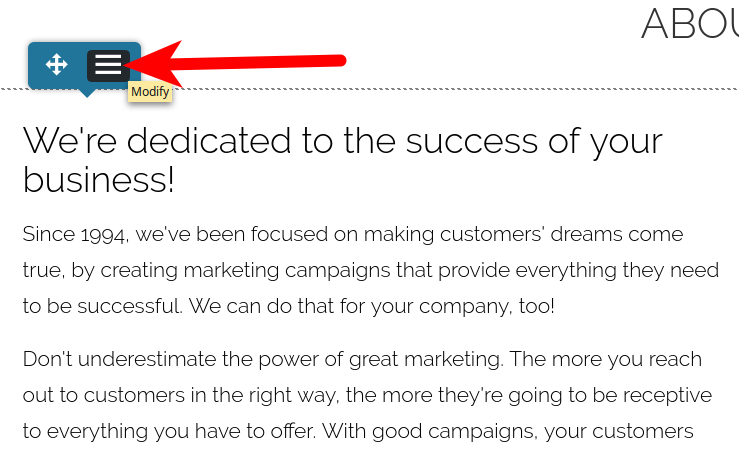 ABOU
Modify
We're dedicated to the success of your
business!
Since 1994, we've been focused on making customers' dreams come
true, by creating marketing campaigns that provide everything they need
to be successful. We can do that for your company, too!
Don't underestimate the power of great marketing. The more you reach
out to customers in the right way, the more they're going to be receptive
to everything you have to offer. With good campaigns, your customers